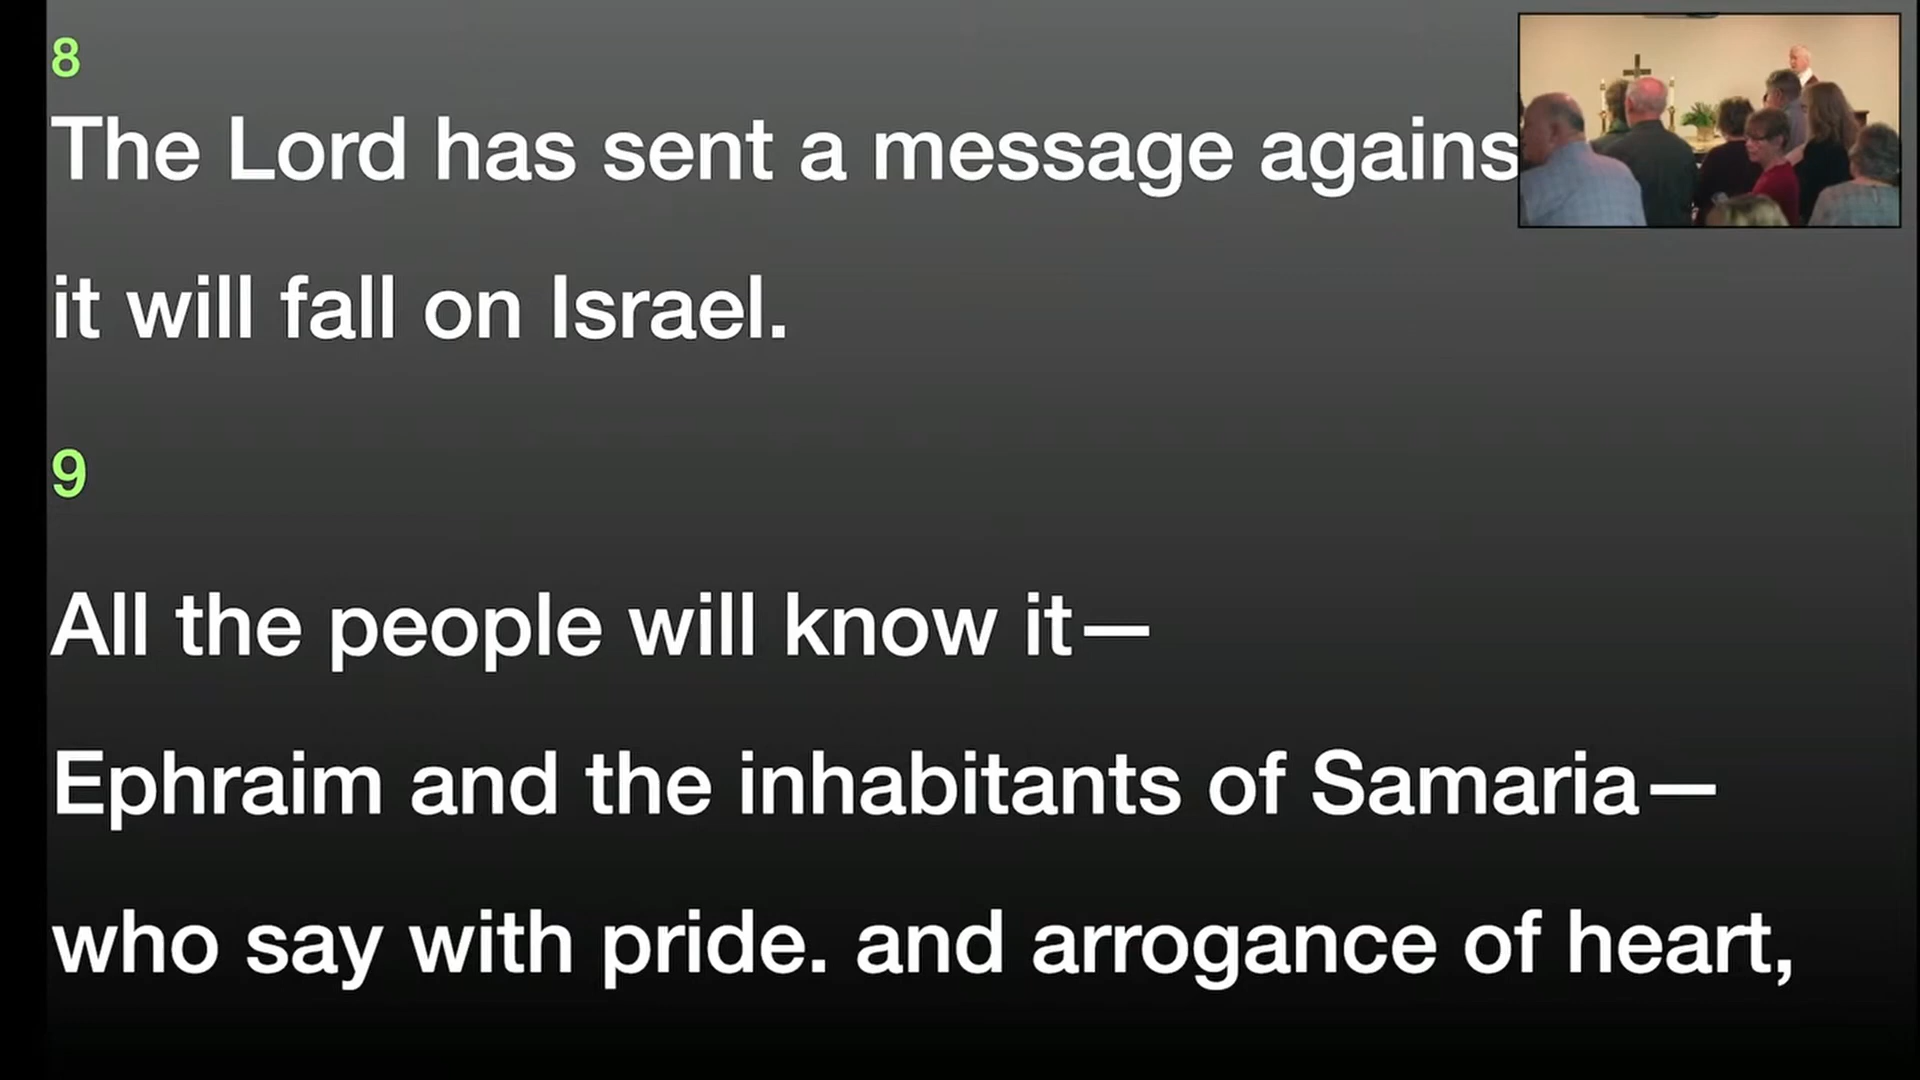 8
The Lord has sent a message agains
it will fall on Israel.
9
All the people will know it—
Ephraim and the inhabitants of Samaria—
who say with pride. and arrogance of heart,